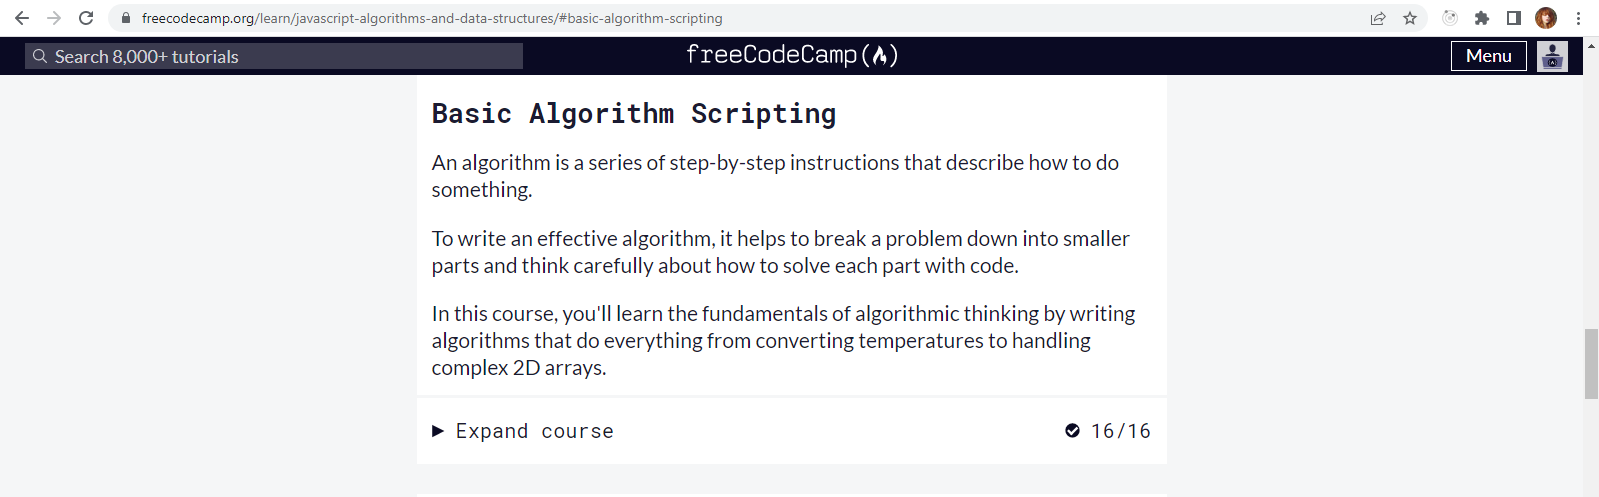 freecodecamp.org/learn/javascript-algorithms-and-data-structures/#basic-algorithm-scripting
Search 8,000+ tutorials
freeCodeCamp(🔥)
Menu
Basic Algorithm Scripting
An algorithm is a series of step-by-step instructions that describe how to do
something.
To write an effective algorithm, it helps to break a problem down into smaller
parts and think carefully about how to solve each part with code.
In this course, you'll learn the fundamentals of algorithmic thinking by writing
algorithms that do everything from converting temperatures to handling
complex 2D arrays.
Expand course
16/16